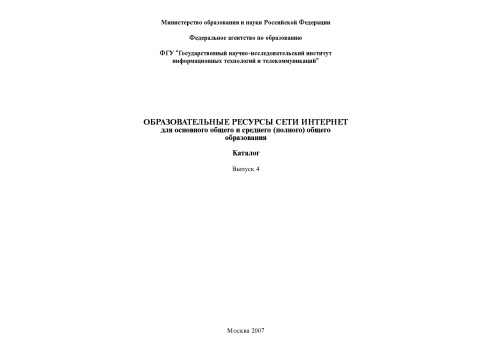 Министерство образования и науки Российской Федерации
Федеральное агентство по образованию
ФГУ "Государственный научно-исследовательский институт
информационных технологий и телекоммуникаций"
ОБРАЗОВАТЕЛЬНЫЕ РЕСУРСЫ СЕТИ ИНТЕРНЕТ
для основного общего и среднего (полного) общего
образования
Каталог
Выпуск 4
Москва 2007